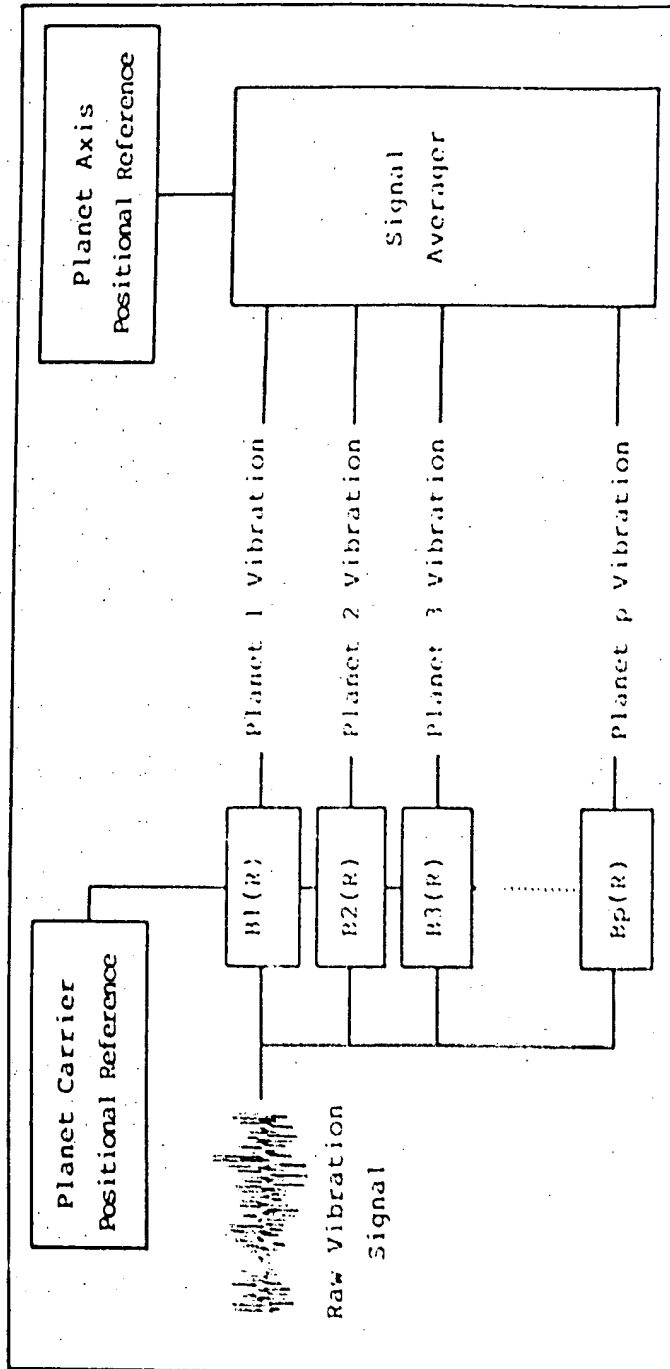 Planet Carrier
Positional Reference
Planet Axis
Positional Reference
Raw Vibration
Signal
B1(R)
B2(R)
B3(R)
Bp(R)
Planet 1 Vibration
Planet 2 Vibration
Planet 3 Vibration
Planet p Vibration
Signal
Averager